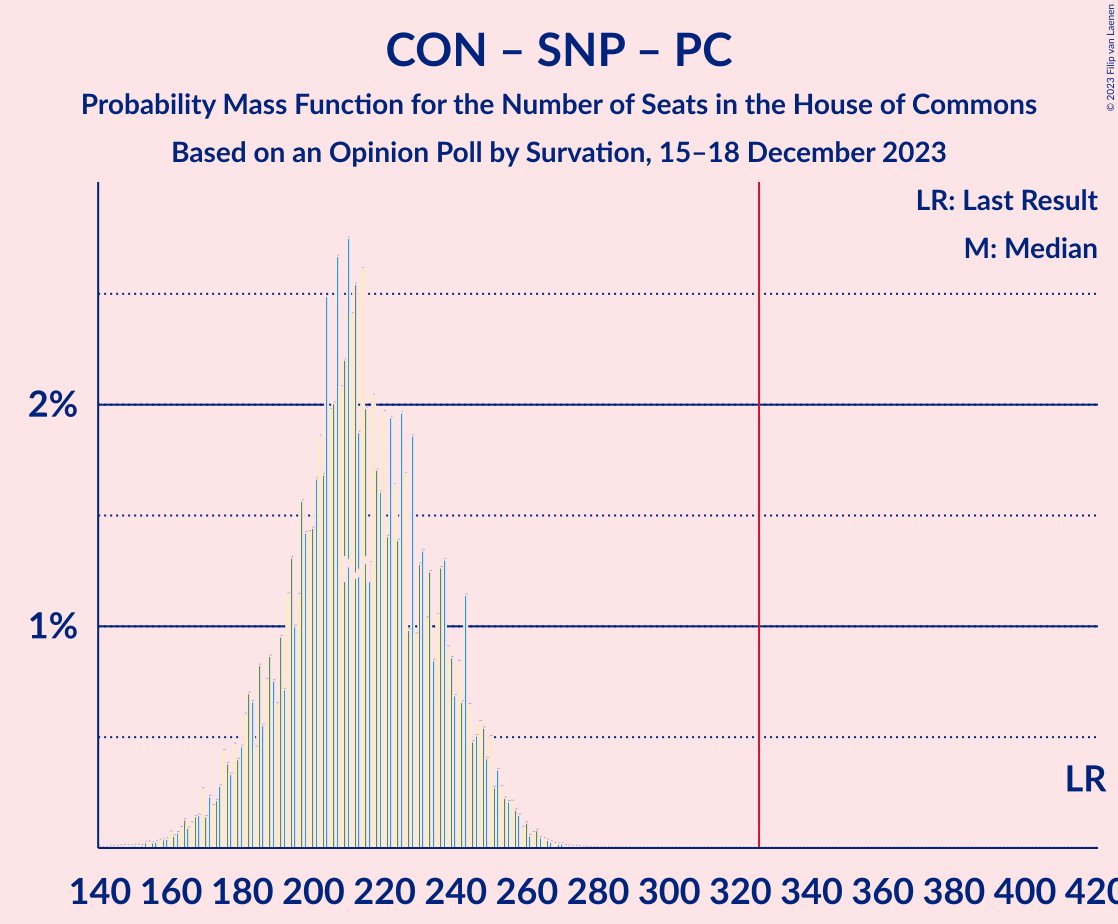 CON – SNP – PC
Probability Mass Function for the Number of Seats in the House of Commons
Based on an Opinion Poll by Survation, 15–18 December 2023
© 2023 Filip van Laenen
LR: Last Result
M: Median
2%
1%
LR
140 160 180 200 220 240 260 280 300 320 340 360 380 400 420